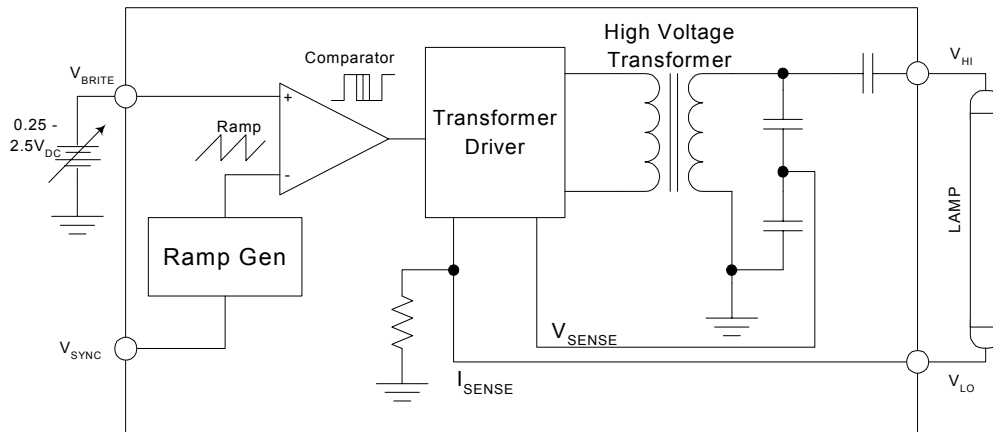 High Voltage
Transformer
V_BRITE
Comparator
V_HI
+
Transformer
Driver
0.25 -
2.5V_DC
Ramp
-
LAMP
Ramp Gen
V_SENSE
V_SYNC
I_SENSE
V_LO